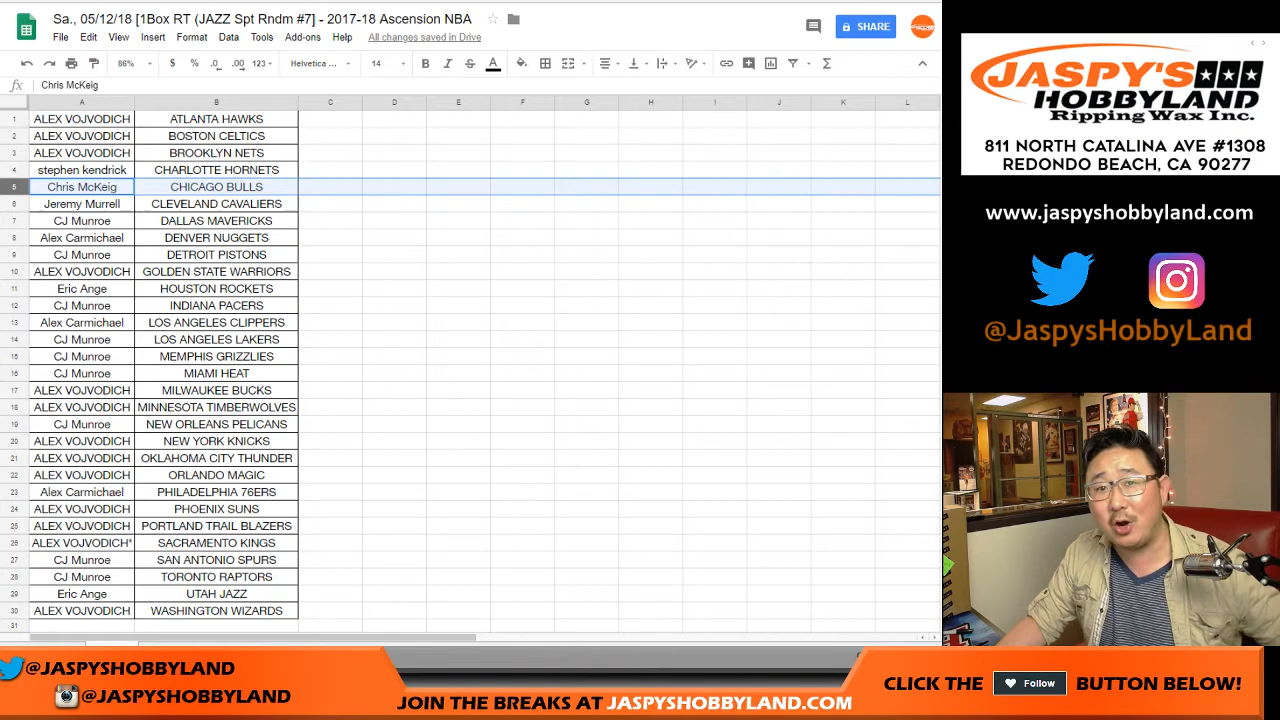 Sa., 05/12/18 [1Box RT (JAZZ Spt Rndm #7] - 2017-18 Ascension NBA
File Edit View Insert Format Data Tools Add-ons Help All changes saved in Drive
SHARE
86% $ % .0 .00 123 Helvetica ... 14 B I S A Σ
fx Chris McKeig
A B C D E F G H I J K L
1 ALEX VOJVODICH ATLANTA HAWKS
2 ALEX VOJVODICH BOSTON CELTICS
3 ALEX VOJVODICH BROOKLYN NETS
4 stephen kendrick CHARLOTTE HORNETS
5 Chris McKeig CHICAGO BULLS
6 Jeremy Murrell CLEVELAND CAVALIERS
7 CJ Munroe DALLAS MAVERICKS
8 Alex Carmichael DENVER NUGGETS
9 CJ Munroe DETROIT PISTONS
10 ALEX VOJVODICH GOLDEN STATE WARRIORS
11 Eric Ange HOUSTON ROCKETS
12 CJ Munroe INDIANA PACERS
13 Alex Carmichael LOS ANGELES CLIPPERS
14 CJ Munroe LOS ANGELES LAKERS
15 CJ Munroe MEMPHIS GRIZZLIES
16 CJ Munroe MIAMI HEAT
17 ALEX VOJVODICH MILWAUKEE BUCKS
18 ALEX VOJVODICH MINNESOTA TIMBERWOLVES
19 CJ Munroe NEW ORLEANS PELICANS
20 ALEX VOJVODICH NEW YORK KNICKS
21 ALEX VOJVODICH OKLAHOMA CITY THUNDER
22 ALEX VOJVODICH ORLANDO MAGIC
23 Alex Carmichael PHILADELPHIA 76ERS
24 ALEX VOJVODICH PHOENIX SUNS
25 ALEX VOJVODICH PORTLAND TRAIL BLAZERS
26 ALEX VOJVODICH* SACRAMENTO KINGS
27 CJ Munroe SAN ANTONIO SPURS
28 CJ Munroe TORONTO RAPTORS
29 Eric Ange UTAH JAZZ
30 ALEX VOJVODICH WASHINGTON WIZARDS
31
JASPY'S
HOBBYLAND
Ripping Wax Inc.
811 NORTH CATALINA AVE #1308
REDONDO BEACH, CA 90277
www.jaspyshobbyland.com
@JaspysHobbyLand
@JASPYSHOBBYLAND
@JASPYSHOBBYLAND
JOIN THE BREAKS AT JASPYSHOBBYLAND.COM
CLICK THE Follow BUTTON BELOW!